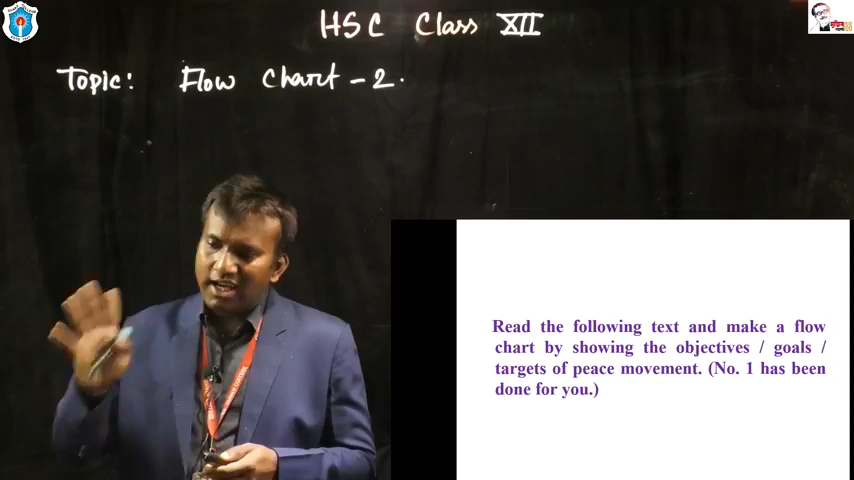 HSC Class XII
Topic: Flow Chart - 2.
Read the following text and make a flow
chart by showing the objectives / goals /
targets of peace movement. (No. 1 has been
done for you.)